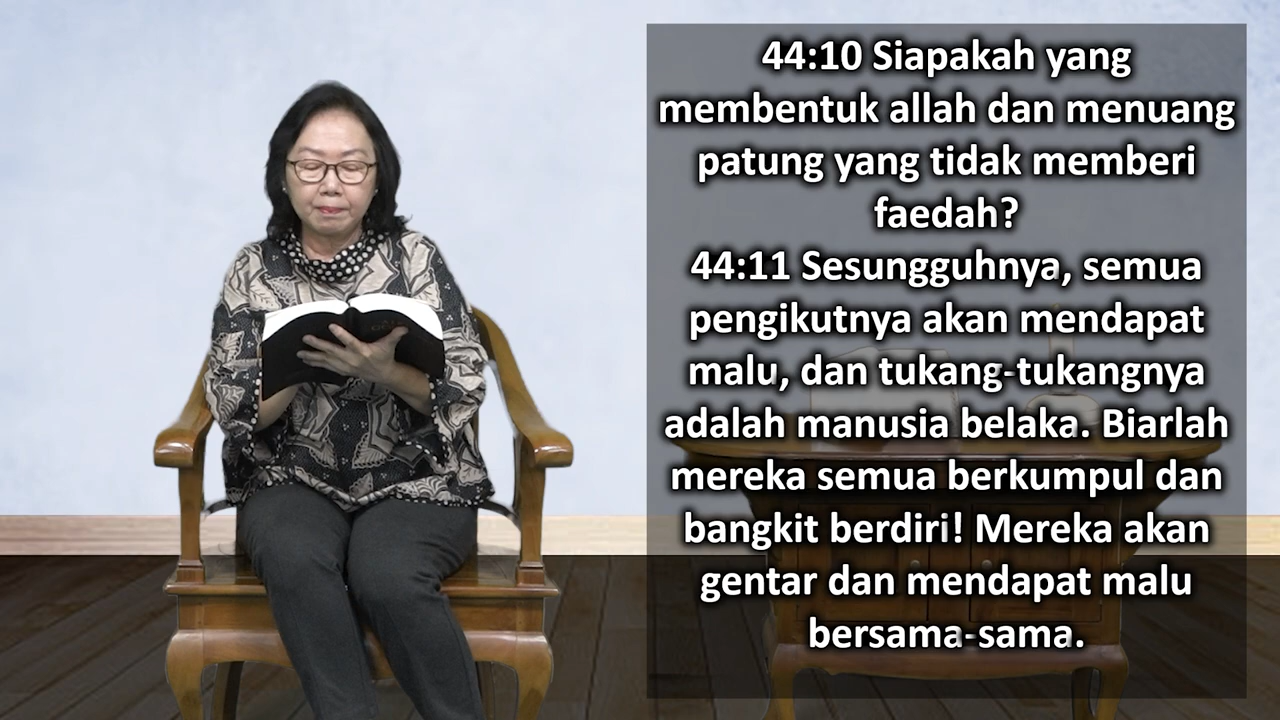 44:10 Siapakah yang
membentuk allah dan menuang
patung yang tidak memberi
faedah?
44:11 Sesungguhnya, semua
pengikutnya akan mendapat
malu, dan tukang-tukangnya
adalah manusia belaka. Biarlah
mereka semua berkumpul dan
bangkit berdiri! Mereka akan
gentar dan mendapat malu
bersama-sama.